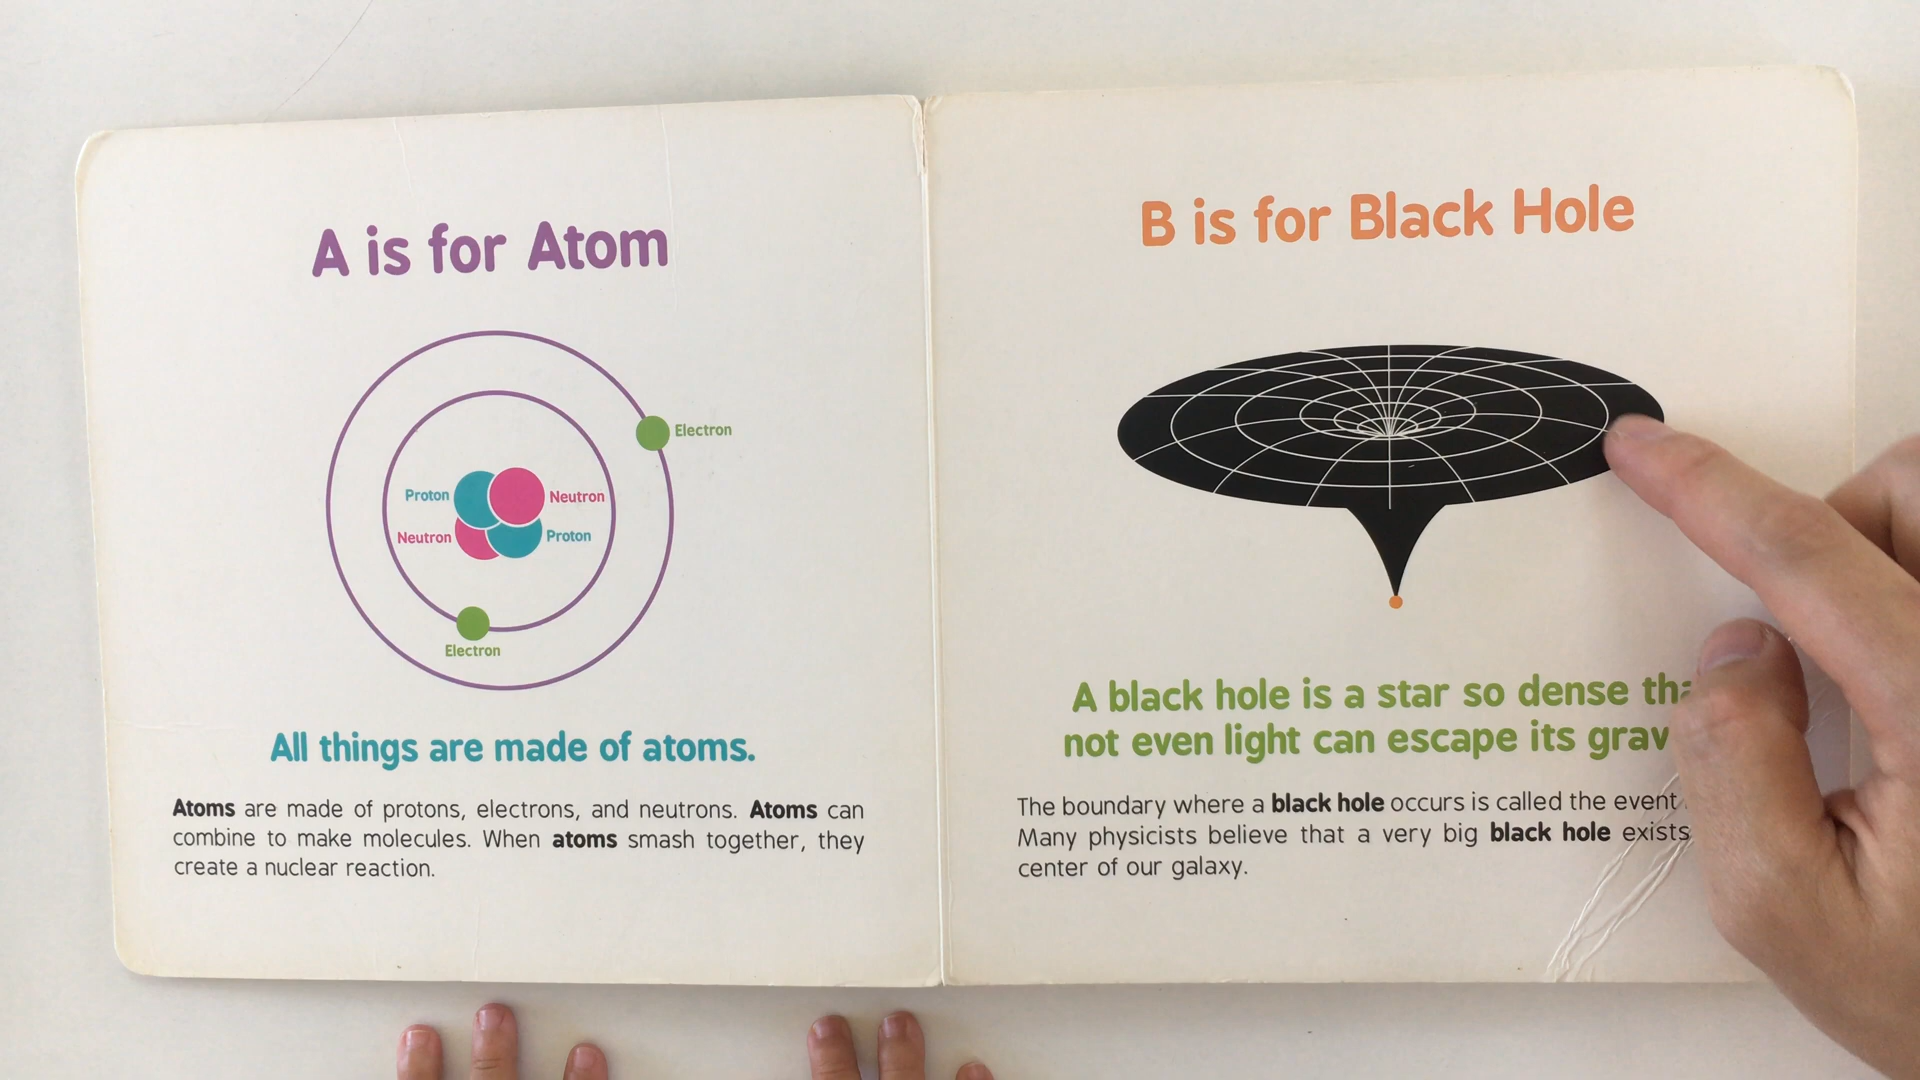 A is for Atom
Electron
Proton
Neutron
Neutron
Proton
Electron
All things are made of atoms.
Atoms are made of protons, electrons, and neutrons. Atoms can
combine to make molecules. When atoms smash together, they
create a nuclear reaction.
B is for Black Hole
A black hole is a star so dense
not even light can escape its
The boundary where a black hole occurs is called the event
Many physicists believe that a very big black hole exists
center of our galaxy.